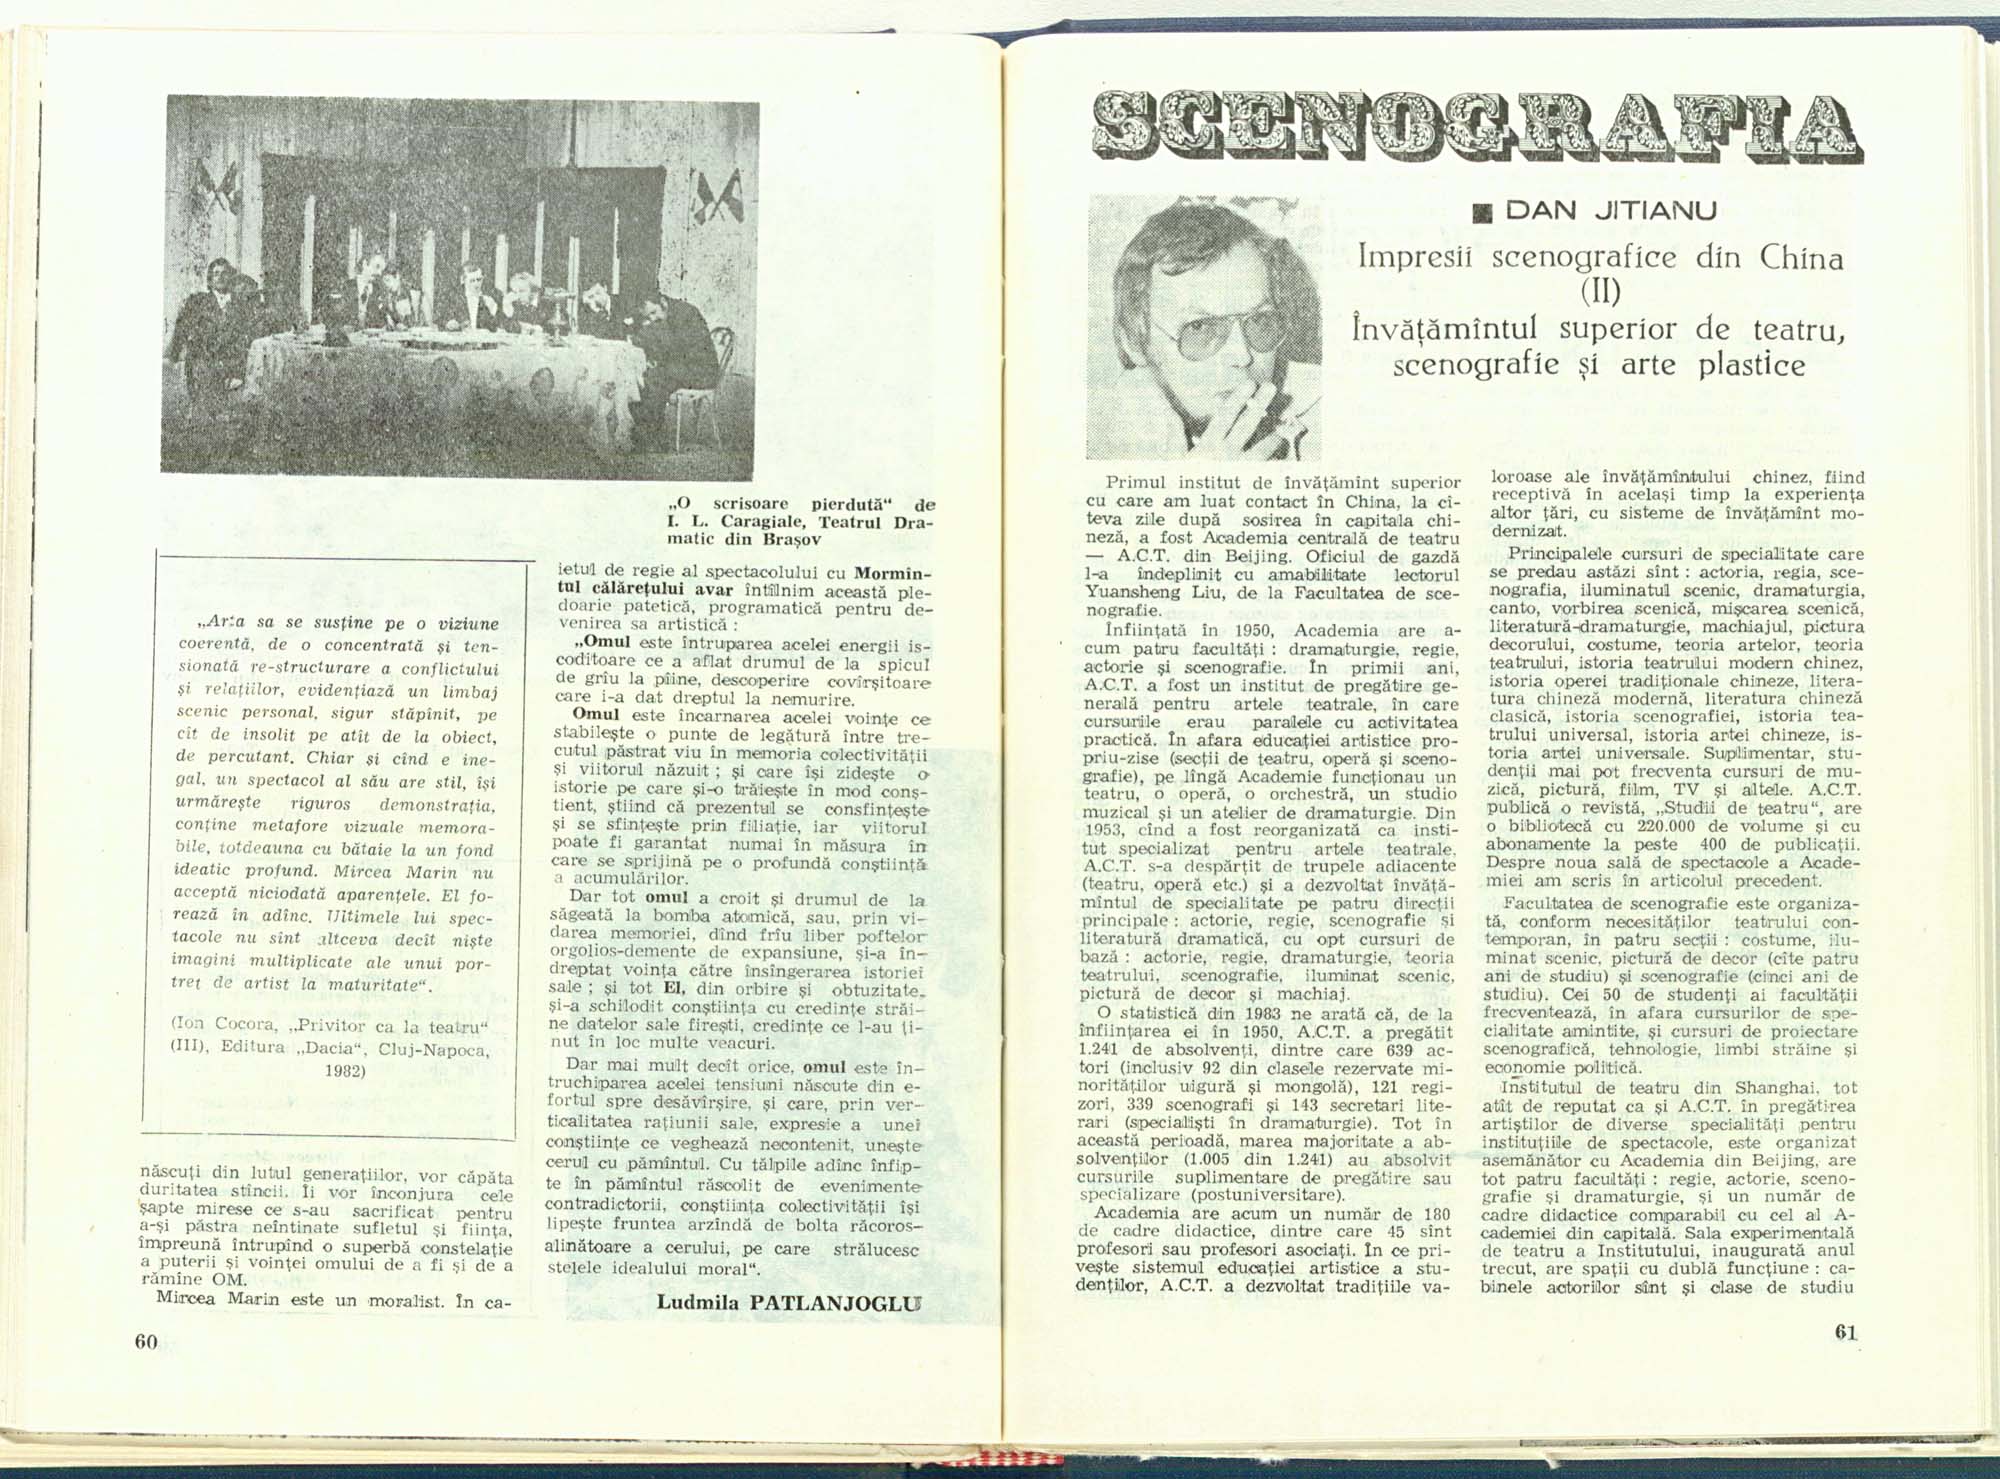 „O scrisoare pierdută“ de
I. L. Caragiale, Teatrul Dra-
matic din Brașov
„Arta sa se susține pe o viziune
coerentă, de o concentrată și ten-
sionată re-structurare a conflictului
și relațiilor, evidențiază un limbaj
scenic personal, sigur stăpînit, pe
cît de insolit pe atît de la obiect,
de percutant. Chiar și cînd e ine-
gal, un spectacol al său are stil, își
urmărește riguros demonstrația,
conține metafore vizuale memora-
bile, totdeauna cu bătaie la un fond
ideatic profund. Mircea Marin nu
acceptă niciodată aparențele. El fo-
rează în adînc. Ultimele lui spec-
tacole nu sînt altceva decît niște
imagini multiplicate ale unui por-
tret de artist la maturitate“.
(Ion Cocora, „Privitor ca la teatru“
(III), Editura „Dacia“, Cluj-Napoca,
1982)
născuți din lutul generațiilor, vor căpăta
duritatea stîncii. Îi vor înconjura cele
șapte mirese ce s-au sacrificat pentru
a-și păstra neîntinate sufletul și ființa,
împreună întrupînd o superbă constelație
a puterii și voinței omului de a fi și de a
rămîne OM.
Mircea Marin este un moralist. În ca-
ietul de regie al spectacolului cu Mormîn-
tul călărețului avar întîlnim această ple-
doarie patetică, programatică pentru de-
venirea sa artistică :
„Omul este întruparea acelei energii is-
coditoare ce a aflat drumul de la spicul
de grîu la pîine, descoperire covîrșitoare
care i-a dat dreptul la nemurire.
Omul este încarnarea acelei voințe ce
stabilește o punte de legătură între tre-
cutul păstrat viu în memoria colectivității
și viitorul năzuit ; și care își zidește o
istorie pe care și-o trăiește în mod conș-
tient, știind că prezentul se consfințește
și se sfințește prin filiație, iar viitorul
poate fi garantat numai în măsura în
care se sprijină pe o profundă conștiință
a acumulărilor.
Dar tot omul a croit și drumul de la
săgeată la bomba atomică, sau, prin vi-
darea memoriei, dînd frîu liber poftelor
orgolios-demente de expansiune, și-a în-
dreptat voința către însîngerarea istoriei
sale ; și tot El, din orbire și obtuzitate,
și-a schilodit conștiința cu credințe străi-
ne datelor sale firești, credințe ce l-au ți-
nut în loc multe veacuri.
Dar mai mult decît orice, omul este în-
truchiparea acelei tensiuni născute din e-
fortul spre desăvîrșire, și care, prin ver-
ticalitatea rațiunii sale, expresie a unei
conștiințe ce veghează necontenit, unește
cerul cu pămîntul. Cu tălpile adînc înfip-
te în pămîntul răscolit de evenimente
contradictorii, conștiința colectivității își
lipește fruntea arzîndă de bolta răcoros-
alinătoare a cerului, pe care strălucesc
stelele idealului moral“.
Ludmila PATLANJOGLU
60
SCENOGRAFIA
■ DAN JITIANU
Impresii scenografice din China
(II)
Învățămîntul superior de teatru,
scenografie și arte plastice
Primul institut de învățămînt superior
cu care am luat contact în China, la cî-
teva zile după sosirea în capitala chi-
neză, a fost Academia centrală de teatru
— A.C.T. din Beijing. Oficiul de gazdă
l-a îndeplinit cu amabilitate lectorul
Yuansheng Liu, de la Facultatea de sce-
nografie.
Înființată în 1950, Academia are a-
cum patru facultăți : dramaturgie, regie,
actorie și scenografie. În primii ani,
A.C.T. a fost un institut de pregătire ge-
nerală pentru artele teatrale, în care
cursurile erau paralele cu activitatea
practică. În afara educației artistice pro-
priu-zise (secții de teatru, operă și sceno-
grafie), pe lîngă Academie funcționau un
teatru, o operă, o orchestră, un studio
muzical și un atelier de dramaturgie. Din
1953, cînd a fost reorganizată ca insti-
tut specializat pentru artele teatrale,
A.C.T. s-a despărțit de trupele adiacente
(teatru, operă etc.) și a dezvoltat învăță-
mîntul de specialitate pe patru direcții
principale : actorie, regie, scenografie și
literatură dramatică, cu opt cursuri de
bază : actorie, regie, dramaturgie, teoria
teatrului, scenografie, iluminat scenic,
pictură de decor și machiaj.
O statistică din 1983 ne arată că, de la
înființarea ei în 1950, A.C.T. a pregătit
1.241 de absolvenți, dintre care 639 ac-
tori (inclusiv 92 din clasele rezervate mi-
norităților uigură și mongolă), 121 regi-
zori, 339 scenografi și 143 secretari lite-
rari (specialiști în dramaturgie). Tot în
această perioadă, marea majoritate a ab-
solvenților (1.005 din 1.241) au absolvit
cursurile suplimentare de pregătire sau
specializare (postuniversitare).
Academia are acum un număr de 180
de cadre didactice, dintre care 45 sînt
profesori sau profesori asociați. În ce pri-
vește sistemul educației artistice a stu-
denților, A.C.T. a dezvoltat tradițiile va-
loroase ale învățămîntului chinez, fiind
receptivă în același timp la experiența
altor țări, cu sisteme de învățămînt mo-
dernizat.
Principalele cursuri de specialitate care
se predau astăzi sînt : actoria, regia, sce-
nografia, iluminatul scenic, dramaturgia,
canto, vorbirea scenică, mișcarea scenică,
literatură-dramaturgie, machiajul, pictura
decorului, costume, teoria artelor, teoria
teatrului, istoria teatrului modern chinez,
istoria operei tradiționale chineze, litera-
tura chineză modernă, literatura chineză
clasică, istoria scenografiei, istoria tea-
trului universal, istoria artei chineze, is-
toria artei universale. Suplimentar, stu-
denții mai pot frecventa cursuri de mu-
zică, pictură, film, TV și altele. A.C.T.
publică o revistă, „Studii de teatru“, are
o bibliotecă cu 220.000 de volume și cu
abonamente la peste 400 de publicații.
Despre noua sală de spectacole a Acade-
miei am scris în articolul precedent.
Facultatea de scenografie este organiza-
tă, conform necesităților teatrului con-
temporan, în patru secții : costume, ilu-
minat scenic, pictură de decor (cîte patru
ani de studiu) și scenografie (cinci ani de
studiu). Cei 50 de studenți ai facultății
frecventează, în afara cursurilor de spe-
cialitate amintite, și cursuri de proiectare
scenografică, tehnologie, limbi străine și
economie politică.
Institutul de teatru din Shanghai, tot
atît de reputat ca și A.C.T. în pregătirea
artiștilor de diverse specialități pentru
instituțiile de spectacole, este organizat
asemănător cu Academia din Beijing, are
tot patru facultăți : regie, actorie, sceno-
grafie și dramaturgie, și un număr de
cadre didactice comparabil cu cel al A-
cademiei din capitală. Sala experimentală
de teatru a Institutului, inaugurată anul
trecut, are spații cu dublă funcțiune : ca-
binele actorilor sînt și clase de studiu
61